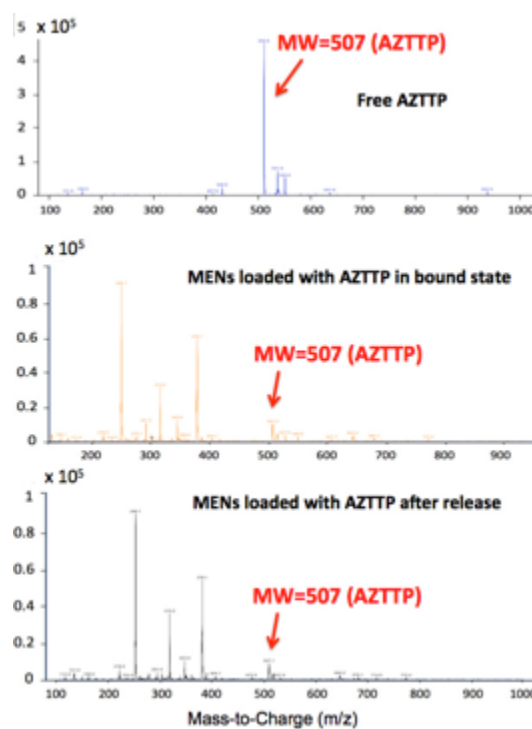 x 10⁵
5
MW=507 (AZTTP)
4
Free AZTTP
3
2
1
0
100 200 300 400 500 600 700 800 900 1000
x 10⁵
1
MENs loaded with AZTTP in bound state
0.8
0.6
MW=507 (AZTTP)
0.4
0.2
0
200 300 400 500 600 700 800 900
x 10⁵
1
MENs loaded with AZTTP after release
0.8
0.6
MW=507 (AZTTP)
0.4
0.2
0
100 200 300 400 500 600 700 800 900 1000
Mass-to-Charge (m/z)